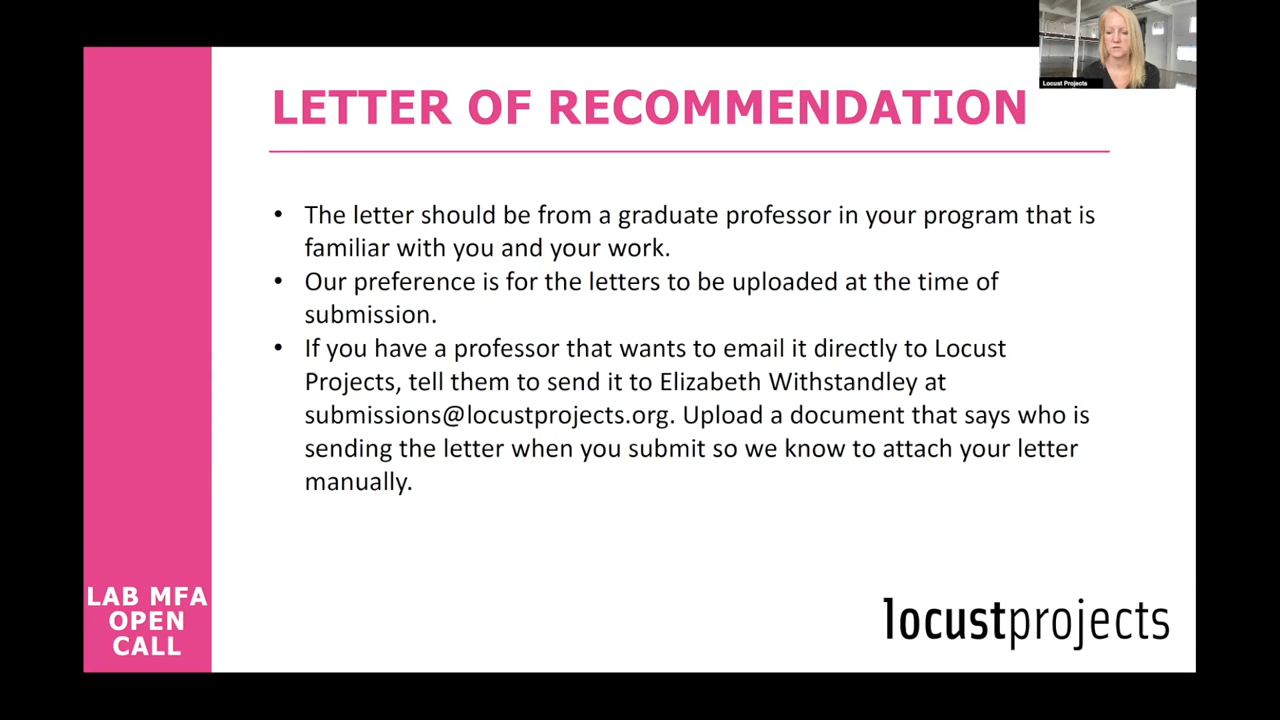 Locust Projects
LETTER OF RECOMMENDATION
• The letter should be from a graduate professor in your program that is
familiar with you and your work.
• Our preference is for the letters to be uploaded at the time of
submission.
• If you have a professor that wants to email it directly to Locust
Projects, tell them to send it to Elizabeth Withstandley at
submissions@locustprojects.org. Upload a document that says who is
sending the letter when you submit so we know to attach your letter
manually.
LAB MFA
OPEN
CALL
locustprojects